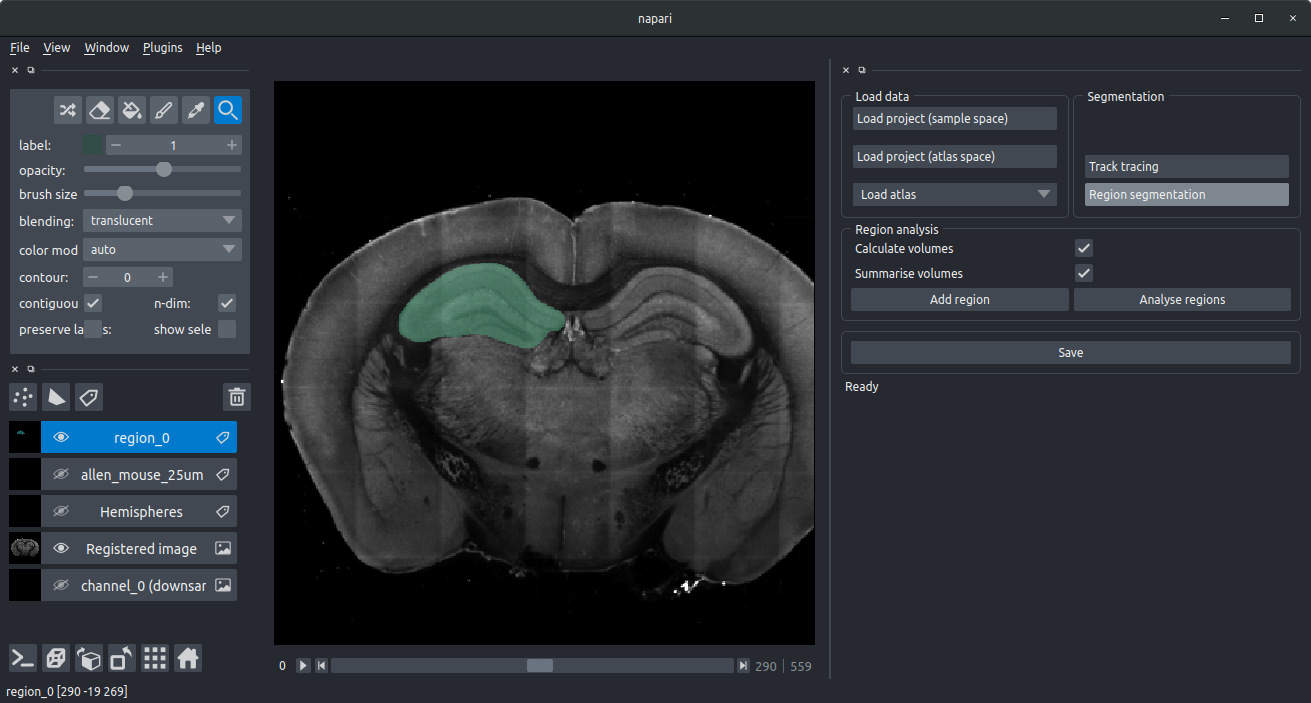 napari
File View Window Plugins Help
label: 1
opacity:
brush size
blending: translucent
color mod auto
contour: 0
contiguou n-dim:
preserve la s: show sele
region_0
allen_mouse_25um
Hemispheres
Registered image
channel_0 (downsar
0 290 559
region_0 [290 -19 269]
Load data
Load project (sample space)
Load project (atlas space)
Load atlas
Segmentation
Track tracing
Region segmentation
Region analysis
Calculate volumes
Summarise volumes
Add region Analyse regions
Save
Ready